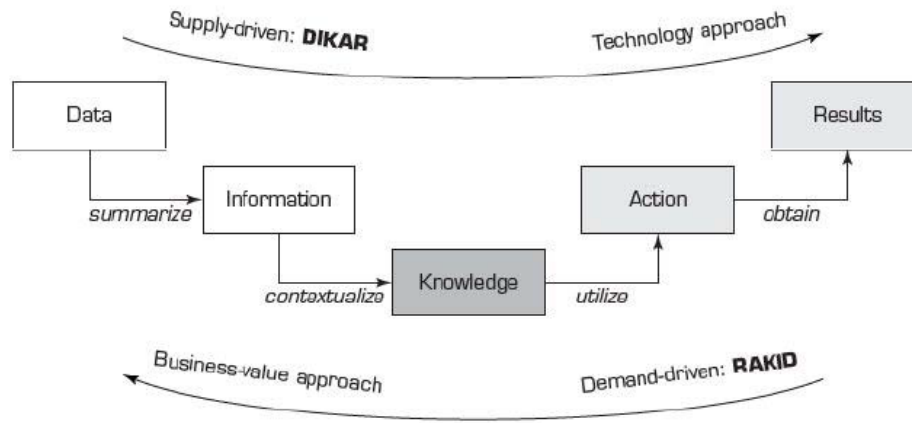 Supply-driven: DIKAR
Technology approach
Data
Results
summarize
Information
Action
obtain
contextualize
Knowledge
utilize
Business-value approach
Demand-driven: RAKID